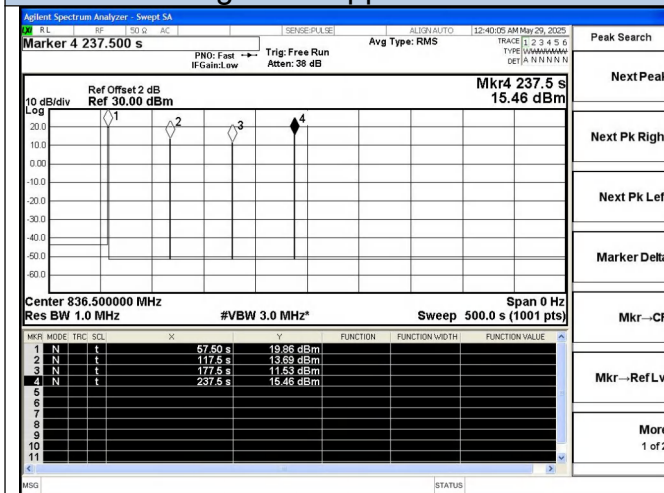 Agilent Spectrum Analyzer - Swept SA
RL RF 50 Ω AC SENSE:PULSE ALIGN AUTO 12:40:05 AM May 29, 2025
Marker 4 237.500 s
PNO: Fast
IFGain:Low
Trig: Free Run
Atten: 38 dB
Avg Type: RMS
TRACE 1 2 3 4 5 6
TYPE WWWWWW
DET A N N N N N
Peak Search
Next Peak
Next Pk Righ
Next Pk Lef
Marker Delta
Mkr→CF
Mkr→Ref Lv
More
1 of 2
Mkr4 237.5 s
15.46 dBm
Ref Offset 2 dB
10 dB/div Ref 30.00 dBm
Log
20.0
10.0
0.00
-10.0
-20.0
-30.0
-40.0
-50.0
-60.0
1
2
3
4
Center 836.500000 MHz Span 0 Hz
Res BW 1.0 MHz #VBW 3.0 MHz* Sweep 500.0 s (1001 pts)
MKR MODE TRC SCL X Y FUNCTION FUNCTION WIDTH FUNCTION VALUE
1 N t 57.50 s 19.86 dBm
2 N t 117.5 s 13.69 dBm
3 N t 177.5 s 11.53 dBm
4 N t 237.5 s 15.46 dBm
5
6
7
8
9
10
11
MSG STATUS